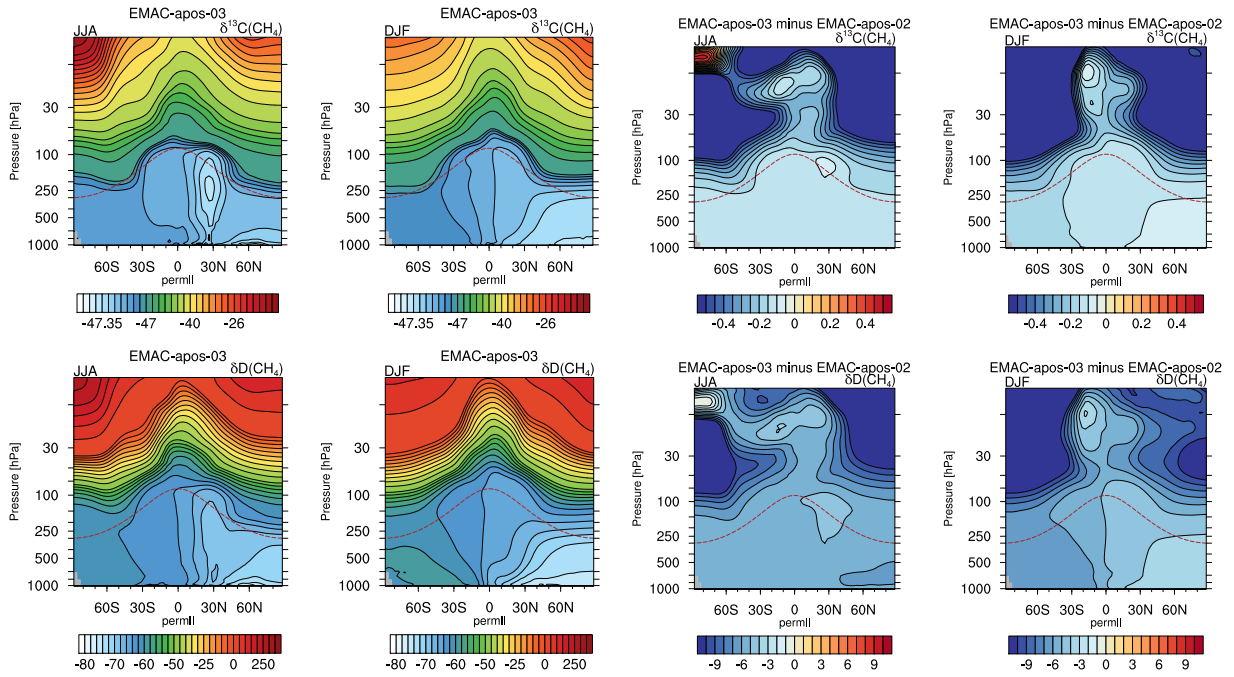 EMAC-apos-03
JJA δ¹³C(CH₄)
Pressure [hPa]
30
100
250
500
1000
60S 30S 0 30N 60N
permil
-47.35 -47 -40 -26
EMAC-apos-03
DJF δ¹³C(CH₄)
Pressure [hPa]
30
100
250
500
1000
60S 30S 0 30N 60N
permil
-47.35 -47 -40 -26
EMAC-apos-03 minus EMAC-apos-02
JJA δ¹³C(CH₄)
Pressure [hPa]
30
100
250
500
1000
60S 30S 0 30N 60N
permil
-0.4 -0.2 0 0.2 0.4
EMAC-apos-03 minus EMAC-apos-02
DJF δ¹³C(CH₄)
Pressure [hPa]
30
100
250
500
1000
60S 30S 0 30N 60N
permil
-0.4 -0.2 0 0.2 0.4
EMAC-apos-03
JJA δD(CH₄)
Pressure [hPa]
30
100
250
500
1000
60S 30S 0 30N 60N
permil
-80 -70 -60 -50 -25 0 250
EMAC-apos-03
DJF δD(CH₄)
Pressure [hPa]
30
100
250
500
1000
60S 30S 0 30N 60N
permil
-80 -70 -60 -50 -25 0 250
EMAC-apos-03 minus EMAC-apos-02
JJA δD(CH₄)
Pressure [hPa]
30
100
250
500
1000
60S 30S 0 30N 60N
permil
-9 -6 -3 0 3 6 9
EMAC-apos-03 minus EMAC-apos-02
DJF δD(CH₄)
Pressure [hPa]
30
100
250
500
1000
60S 30S 0 30N 60N
permil
-9 -6 -3 0 3 6 9